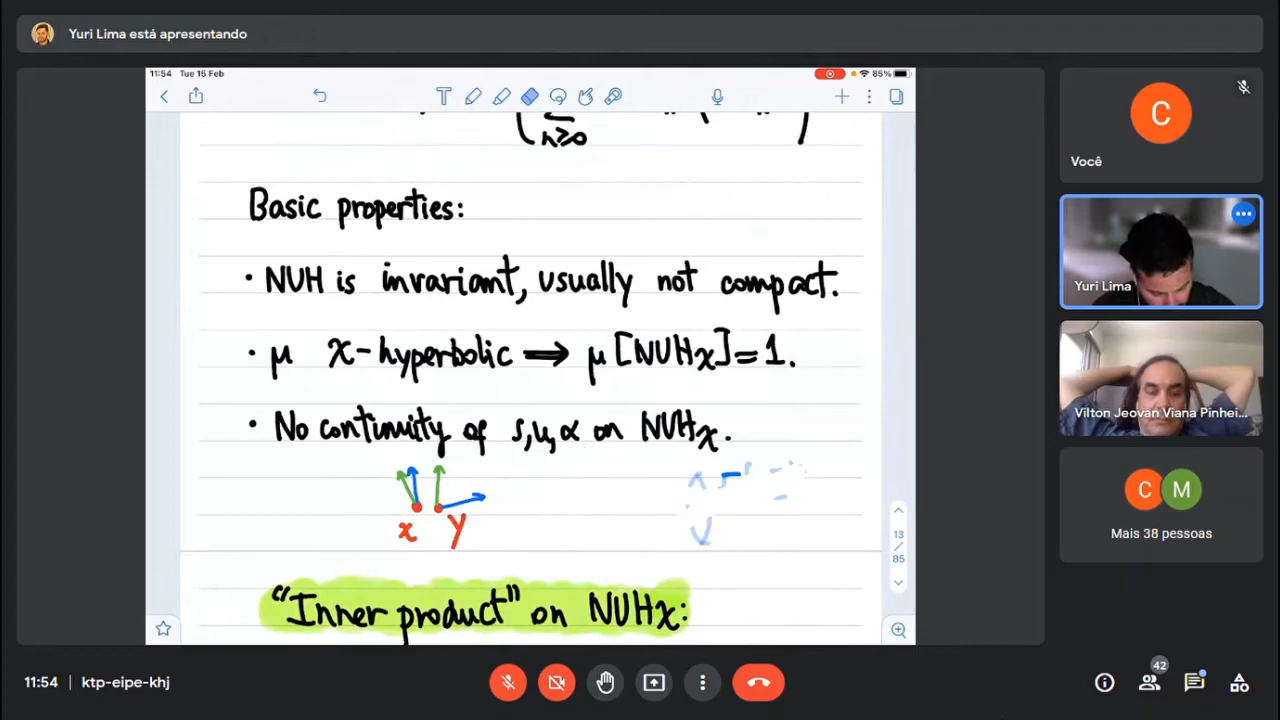 Yuri Lima está apresentando
11:54 Tue 15 Feb
85%
n≥0
Basic properties:
• NUH is invariant, usually not compact.
• μ χ-hyperbolic ⟹ μ[NUHχ]=1.
• No continuity of s,u,α on NUHχ.
x y
"Inner product" on NUHχ:
13
/
85
C
Você
Yuri Lima
Vilton Jeovan Viana Pinhei...
C M
Mais 38 pessoas
11:54 | ktp-eipe-khj
42